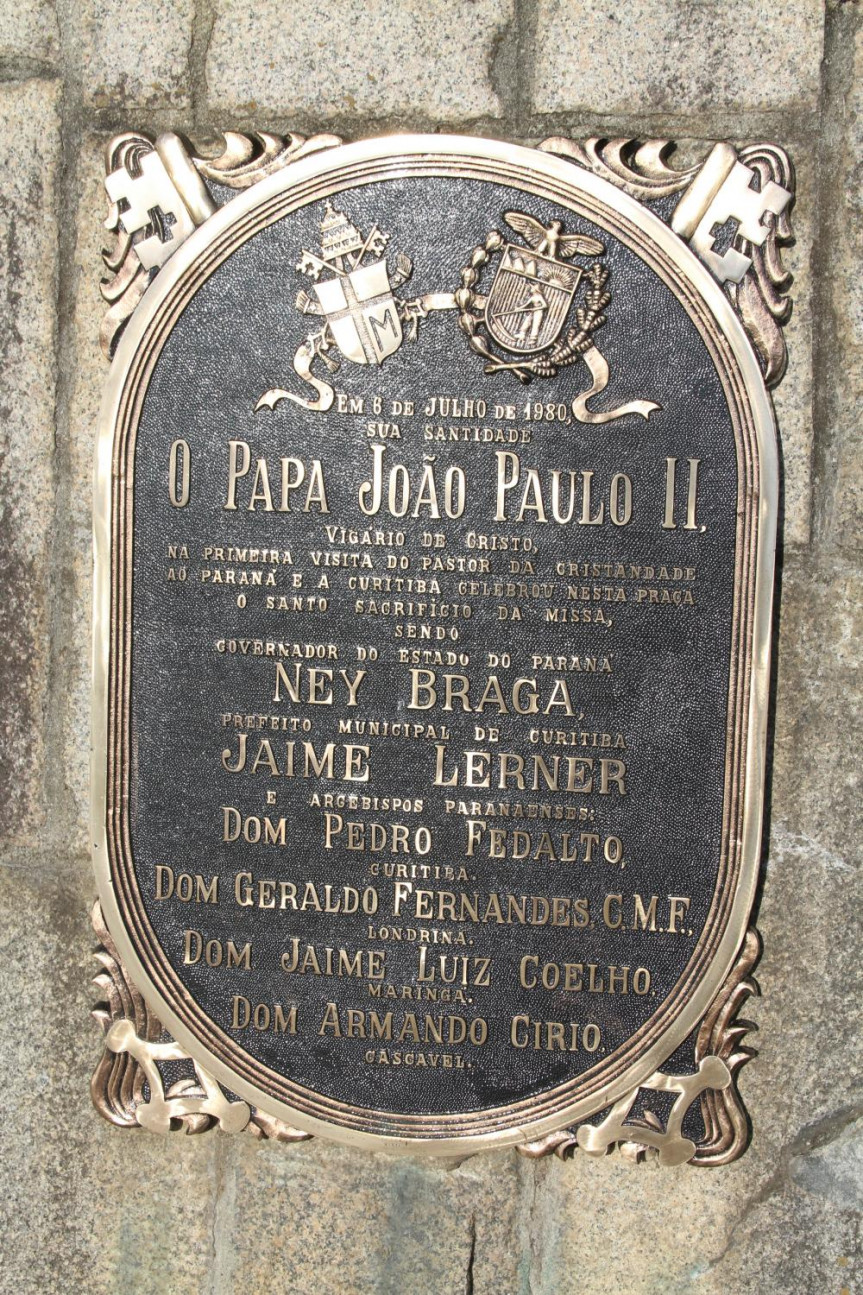 M
EM 6 DE JULHO DE 1980,
SUA SANTIDADE
O PAPA JOÃO PAULO II,
VIGÁRIO DE CRISTO,
NA PRIMEIRA VISITA DO PASTOR DA CRISTANDADE
AO PARANÁ E A CURITIBA CELEBROU NESTA PRAÇA
O SANTO SACRIFÍCIO DA MISSA,
SENDO
GOVERNADOR DO ESTADO DO PARANÁ
NEY BRAGA,
PREFEITO MUNICIPAL DE CURITIBA
JAIME LERNER
E ARCEBISPOS PARANAENSES:
DOM PEDRO FEDALTO,
CURITIBA.
DOM GERALDO FERNANDES, C.M.F.,
LONDRINA.
DOM JAIME LUIZ COELHO,
MARINGÁ.
DOM ARMANDO CIRIO,
CASCAVEL.